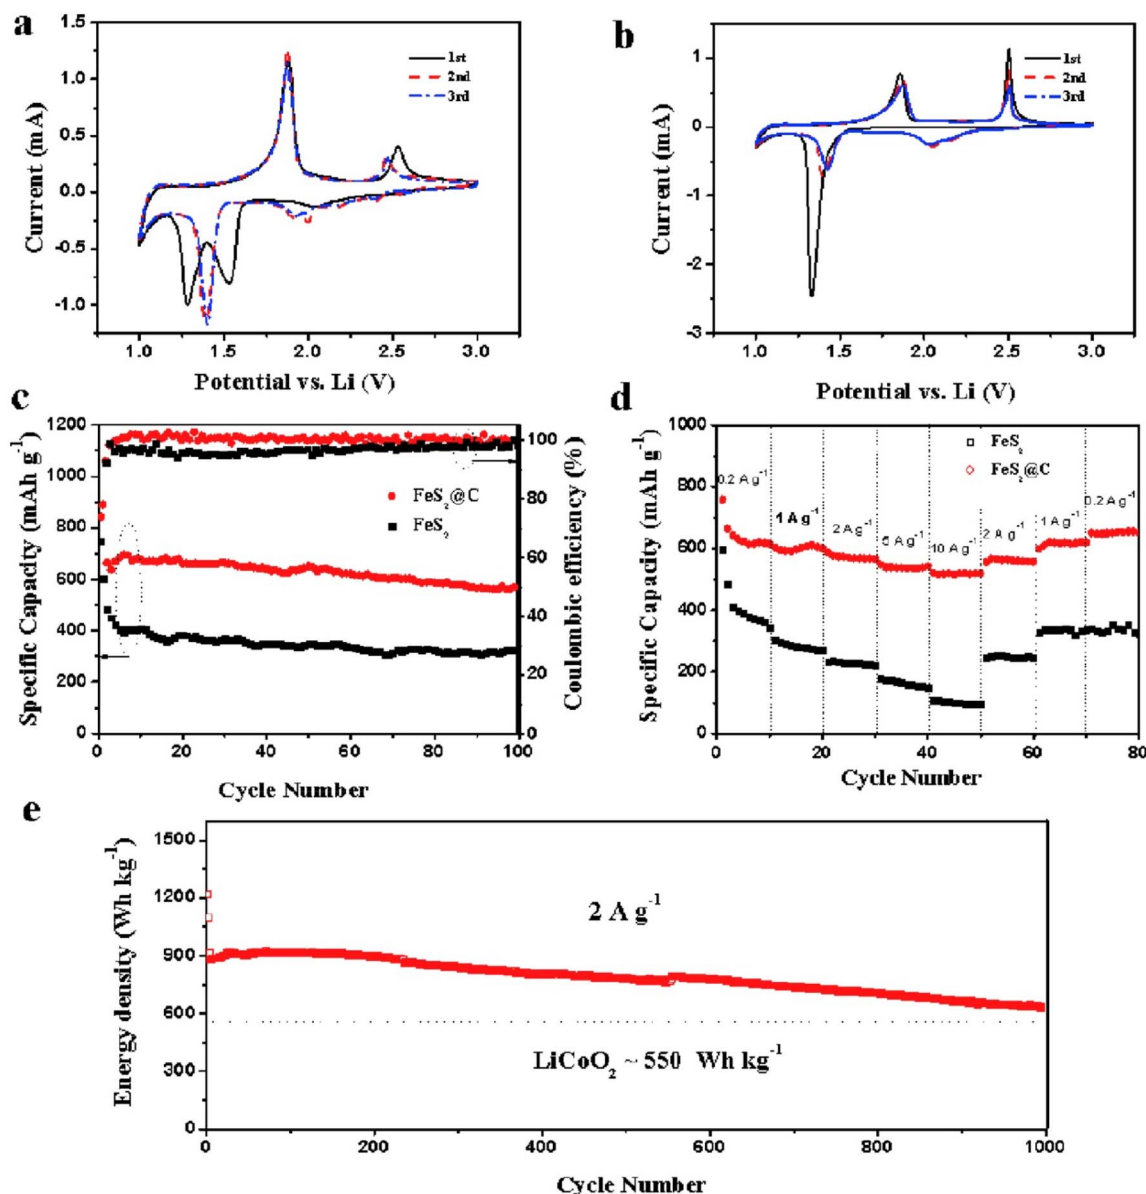 a
1st
2nd
3rd
1.5
1.0
0.5
0.0
-0.5
-1.0
Current (mA)
1.0 1.5 2.0 2.5 3.0
Potential vs. Li (V)
b
1st
2nd
3rd
1
0
-1
-2
-3
Current (mA)
1.0 1.5 2.0 2.5 3.0
Potential vs. Li (V)
c
1200
1080
960
840
720
600
480
400
300
200
100
0
Specific Capacity (mAh g⁻¹)
FeS₂@C
FeS₂
100
80
60
40
20
0
Coulombic efficiency (%)
0 20 40 60 80 100
Cycle Number
d
1000
800
600
400
200
0
Specific Capacity (mAh g⁻¹)
FeS₂
FeS₂@C
0.2 A g⁻¹
1 A g⁻¹
2 A g⁻¹
5 A g⁻¹
10 A g⁻¹
2 A g⁻¹
1 A g⁻¹
0.2 A g⁻¹
0 20 40 60 80
Cycle Number
e
1500
1200
900
600
300
0
Energy density (Wh kg⁻¹)
2 A g⁻¹
LiCoO₂ ~ 550 Wh kg⁻¹
0 200 400 600 800 1000
Cycle Number